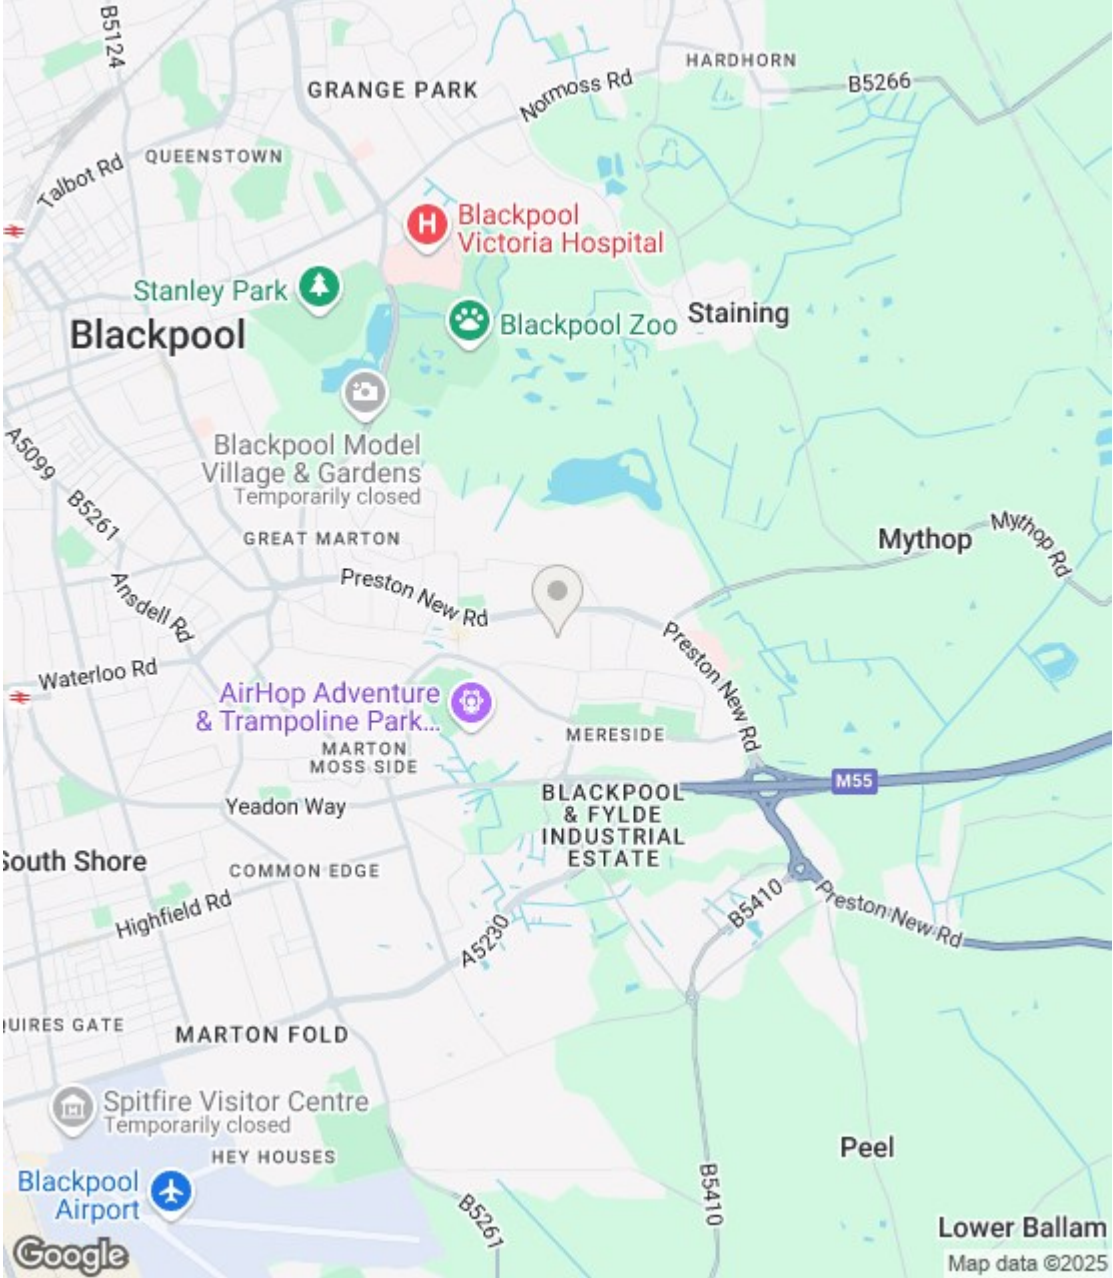 B5124
HARDHORN
GRANGE PARK
Normoss Rd
B5266
QUEENSTOWN
Talbot Rd
H
Blackpool
Victoria Hospital
Stanley Park
Blackpool Zoo
Staining
Blackpool
Blackpool Model
Village & Gardens
Temporarily closed
A5099
B5261
GREAT MARTON
Mythop
Mythop Rd
Preston New Rd
Ansdell Rd
Preston New Rd
Waterloo Rd
AirHop Adventure
& Trampoline Park...
MERESIDE
MARTON
MOSS SIDE
M55
Yeadon Way
BLACKPOOL
& FYLDE
INDUSTRIAL
ESTATE
South Shore
COMMON EDGE
Highfield Rd
B5410
Preston New Rd
A5230
UIRES GATE
MARTON FOLD
Spitfire Visitor Centre
Temporarily closed
HEY HOUSES
Peel
Blackpool
Airport
B5261
B5410
Lower Ballam
Google
Map data ©2025